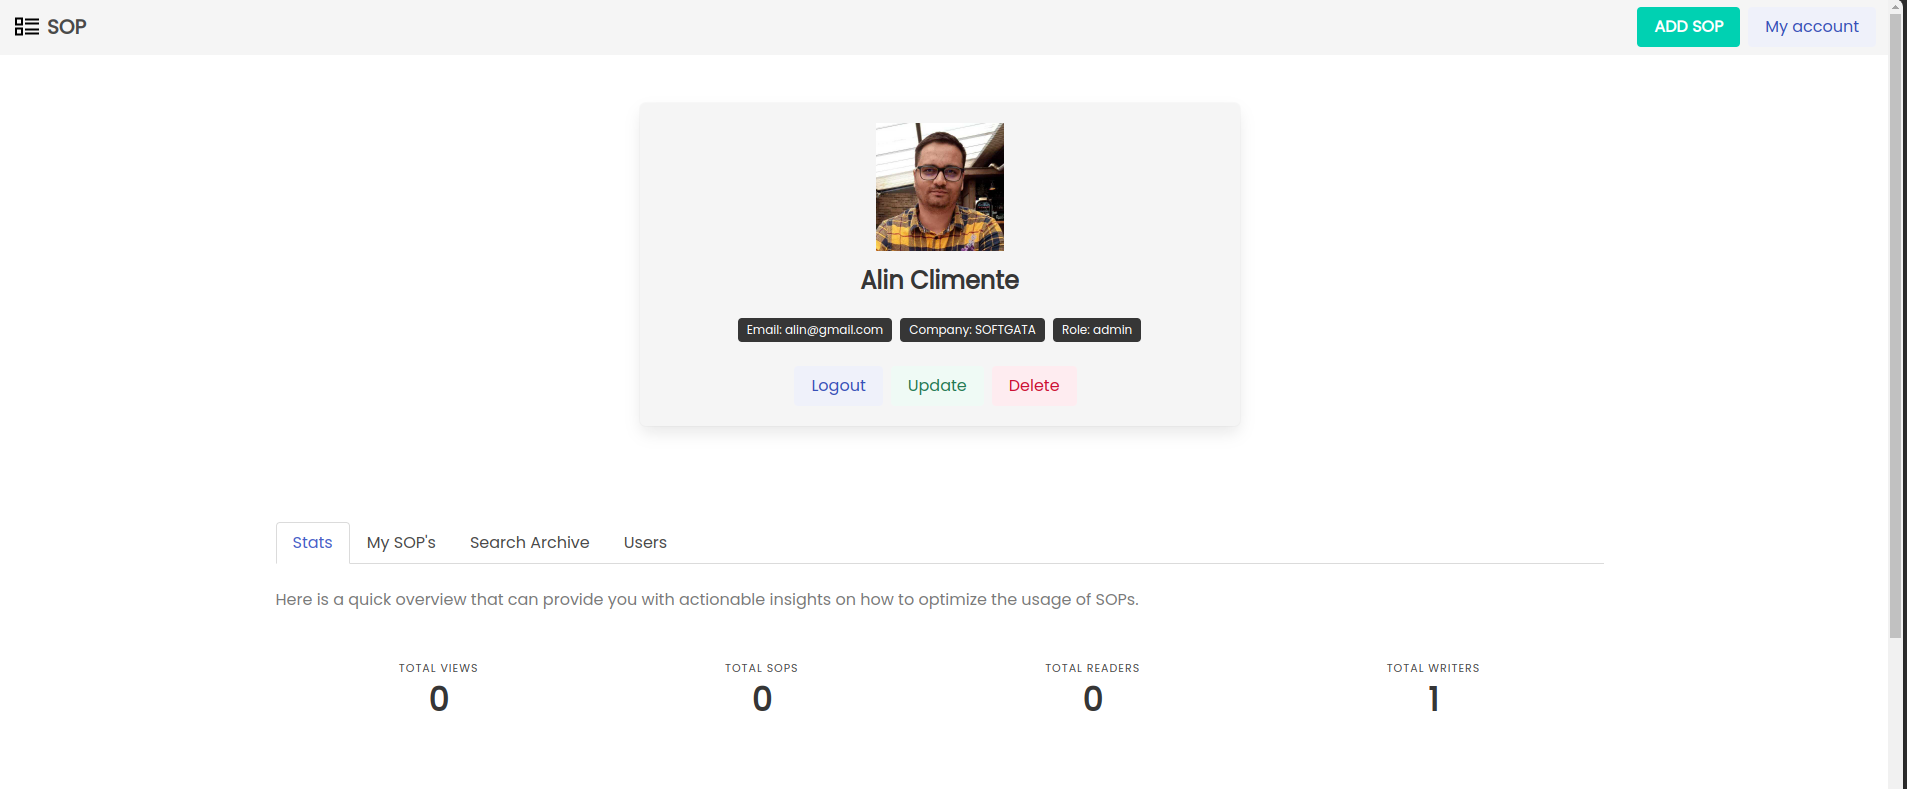 SOP
ADD SOP
My account
Alin Climente
Email: alin@gmail.com
Company: SOFTGATA
Role: admin
Logout
Update
Delete
Stats
My SOP's
Search Archive
Users
Here is a quick overview that can provide you with actionable insights on how to optimize the usage of SOPs.
TOTAL VIEWS
0
TOTAL SOPS
0
TOTAL READERS
0
TOTAL WRITERS
1